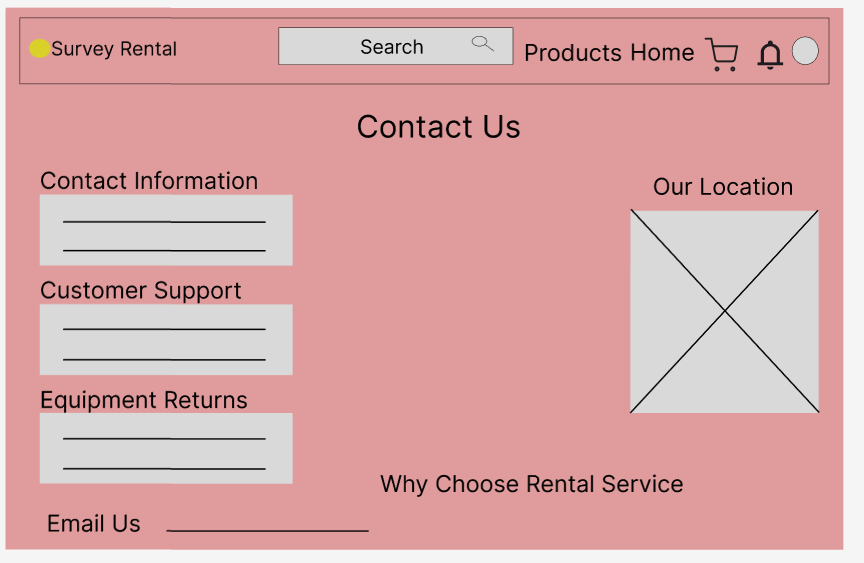 Survey Rental
Search
Products Home
Contact Us
Contact Information
Our Location
Customer Support
Equipment Returns
Why Choose Rental Service
Email Us